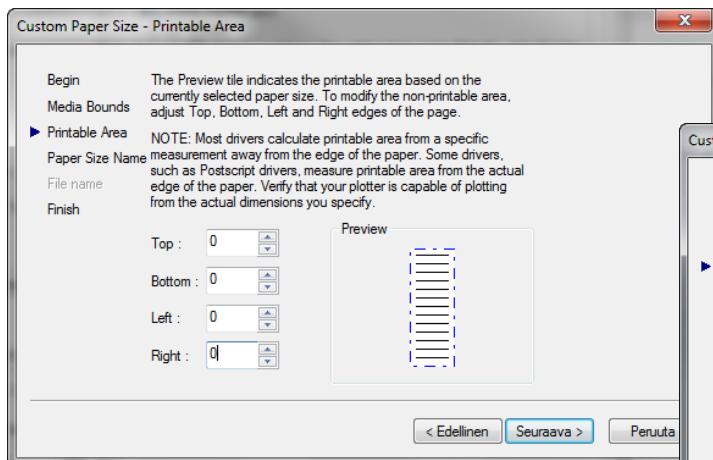 Custom Paper Size - Printable Area
Begin
Media Bounds
Printable Area
Paper Size Name
File name
Finish
The Preview tile indicates the printable area based on the
currently selected paper size. To modify the non-printable area,
adjust Top, Bottom, Left and Right edges of the page.
NOTE: Most drivers calculate printable area from a specific
measurement away from the edge of the paper. Some drivers,
such as Postscript drivers, measure printable area from the actual
edge of the paper. Verify that your plotter is capable of plotting
from the actual dimensions you specify.
Top : 0
Bottom : 0
Left : 0
Right : 0
Preview
< Edellinen
Seuraava >
Peruuta
Cust